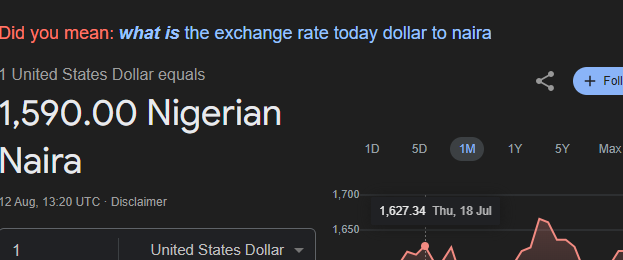 Did you mean: what is the exchange rate today dollar to naira
1 United States Dollar equals
1,590.00 Nigerian
Naira
12 Aug, 13:20 UTC · Disclaimer
1 United States Dollar
+ Foll
1D 5D 1M 1Y 5Y Max
1,700
1,627.34 Thu, 18 Jul
1,650